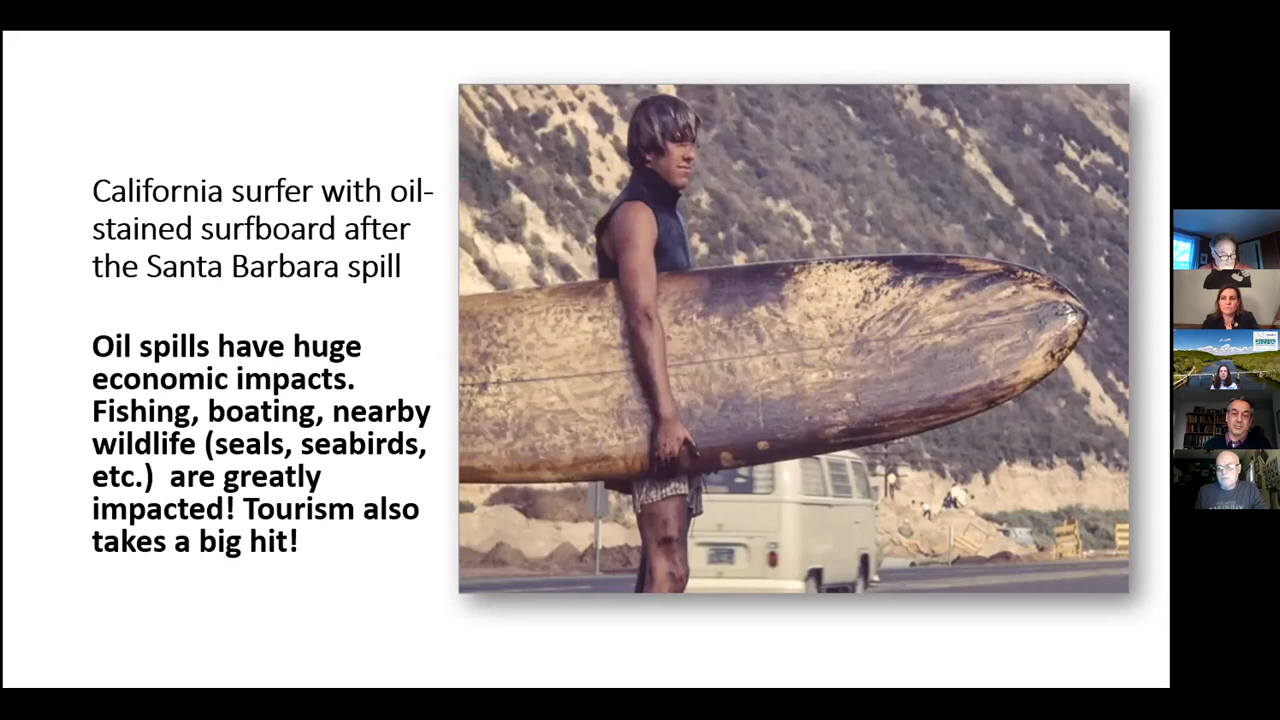 California surfer with oil-
stained surfboard after
the Santa Barbara spill
Oil spills have huge
economic impacts.
Fishing, boating, nearby
wildlife (seals, seabirds,
etc.)  are greatly
impacted! Tourism also
takes a big hit!